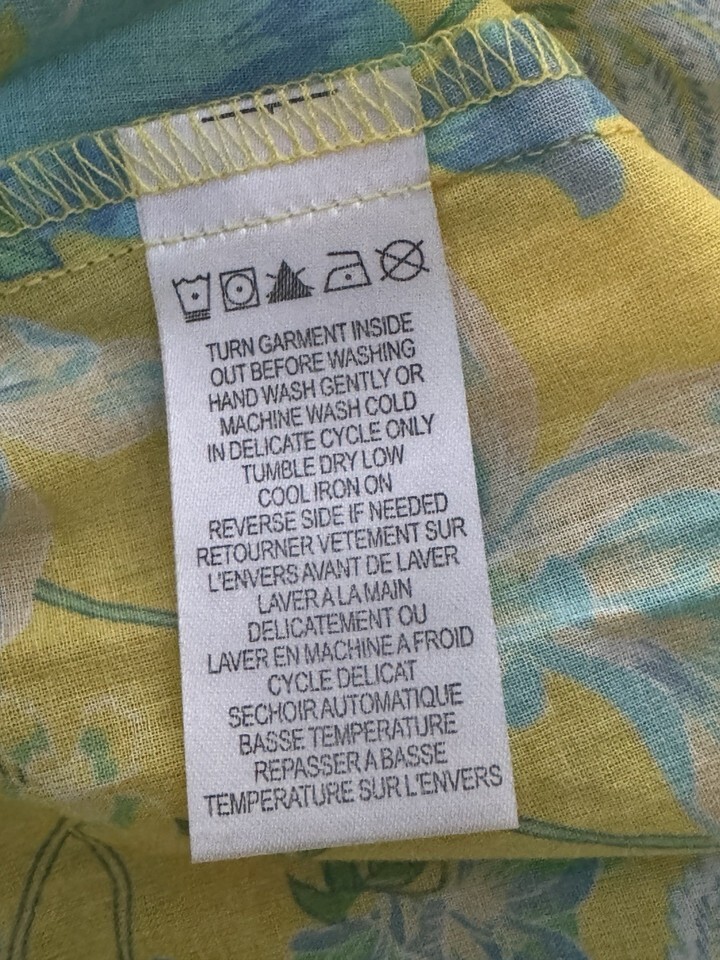 TURN GARMENT INSIDE
OUT BEFORE WASHING
HAND WASH GENTLY OR
MACHINE WASH COLD
IN DELICATE CYCLE ONLY
TUMBLE DRY LOW
COOL IRON ON
REVERSE SIDE IF NEEDED
RETOURNER VETEMENT SUR
L'ENVERS AVANT DE LAVER
LAVER A LA MAIN
DELICATEMENT OU
LAVER EN MACHINE A FROID
CYCLE DELICAT
SECHOIR AUTOMATIQUE
BASSE TEMPERATURE
REPASSER A BASSE
TEMPERATURE SUR L'ENVERS